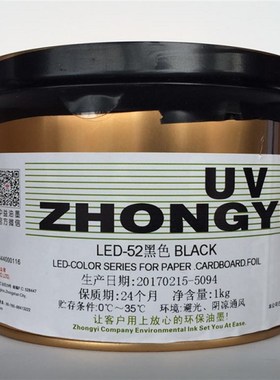 UV
ZHONGY
LED-52黑色 BLACK
LED-COLOR SERIES FOR PAPER .CARDBOARD.FOIL
生产日期:20170215-5094
保质期:24个月 净含量:1kg
贮存条件:0℃~35℃ 环境:避光、阴凉通风
让客户用上放心的环保油墨!
Zhongyi Company Environmental Ink Set You At Ease.